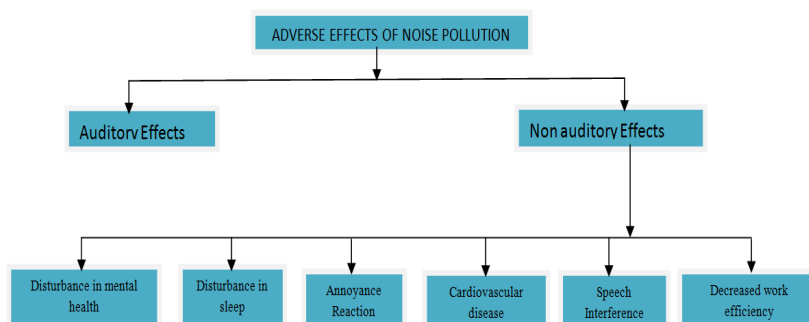 ADVERSE EFFECTS OF NOISE POLLUTION
Auditory Effects
Non auditory Effects
Disturbance in mental
health
Disturbance in
sleep
Annoyance
Reaction
Cardiovascular
disease
Speech
Interference
Decreased work
efficiency